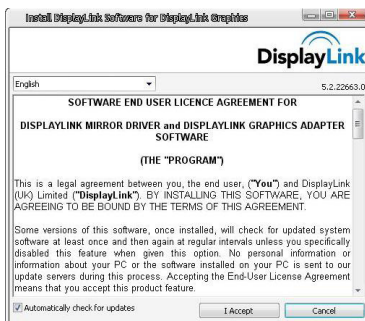 Install DisplayLink Software for DisplayLink Graphics
DisplayLink
English
5.2.22663.0
SOFTWARE END USER LICENCE AGREEMENT FOR
DISPLAYLINK MIRROR DRIVER and DISPLAYLINK GRAPHICS ADAPTER
SOFTWARE
(THE "PROGRAM")
This is a legal agreement between you, the end user, ("You") and DisplayLink
(UK) Limited ("DisplayLink"). BY INSTALLING THIS SOFTWARE, YOU ARE
AGREEING TO BE BOUND BY THE TERMS OF THIS AGREEMENT.
Some versions of this software, once installed, will check for updated system
software at least once and then again at regular intervals unless you specifically
disabled this feature when given this option. No personal information or
information about your PC or the software installed on your PC is sent to our
update servers during this process. Accepting the End-User License Agreement
means that you accept this product feature.
Automatically check for updates
I Accept
Cancel